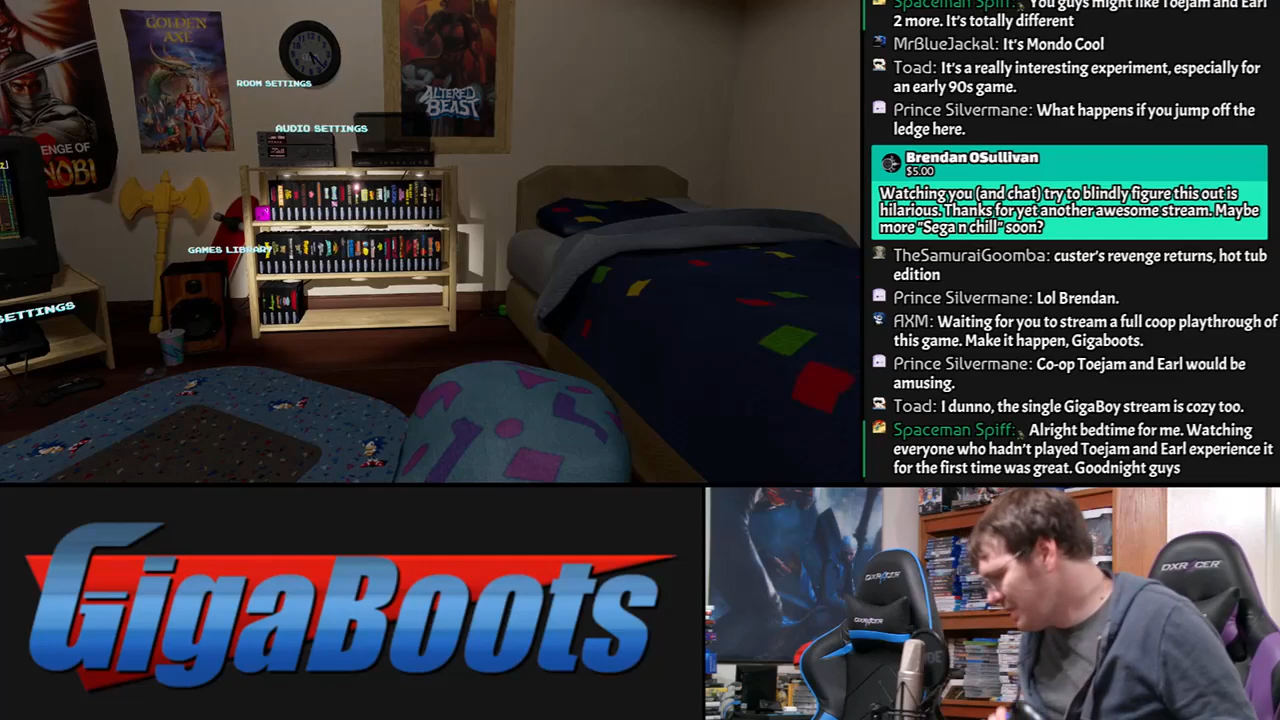 GOLDEN
AXE
ENGE OF
NOBI
ROOM SETTINGS
ALTERED
BEAST
AUDIO SETTINGS
GAMES LIBRARY
SETTINGS
Spaceman Spiff: You guys might like Toejam and Earl
2 more. It's totally different
MrBlueJackal: It's Mondo Cool
Toad: It's a really interesting experiment, especially for
an early 90s game.
Prince Silvermane: What happens if you jump off the
ledge here.
Brendan OSullivan
$5.00
Watching you (and chat) try to blindly figure this out is
hilarious. Thanks for yet another awesome stream. Maybe
more "Sega n chill" soon?
TheSamuraiGoomba: custer's revenge returns, hot tub
edition
Prince Silvermane: Lol Brendan.
AXM: Waiting for you to stream a full coop playthrough of
this game. Make it happen, Gigaboots.
Prince Silvermane: Co-op Toejam and Earl would be
amusing.
Toad: I dunno, the single GigaBoy stream is cozy too.
Spaceman Spiff: Alright bedtime for me. Watching
everyone who hadn't played Toejam and Earl experience it
for the first time was great. Goodnight guys
GigaBoots
DXRACER
DXRACER
DXRACER